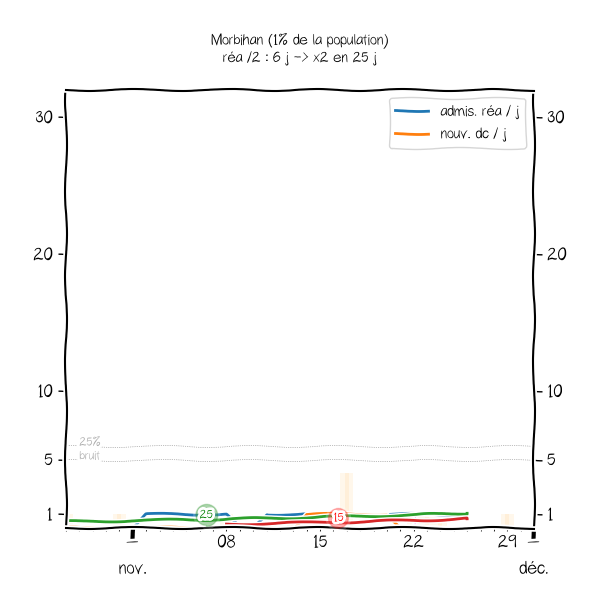 Morbihan (1% de la population)
réa /2 : 6 j -> x2 en 25 j
admis. réa / j
nouv. dc / j
30
30
20
20
10
10
25%
bruit
5
5
1
1
25
15
08
15
22
29
nov.
déc.